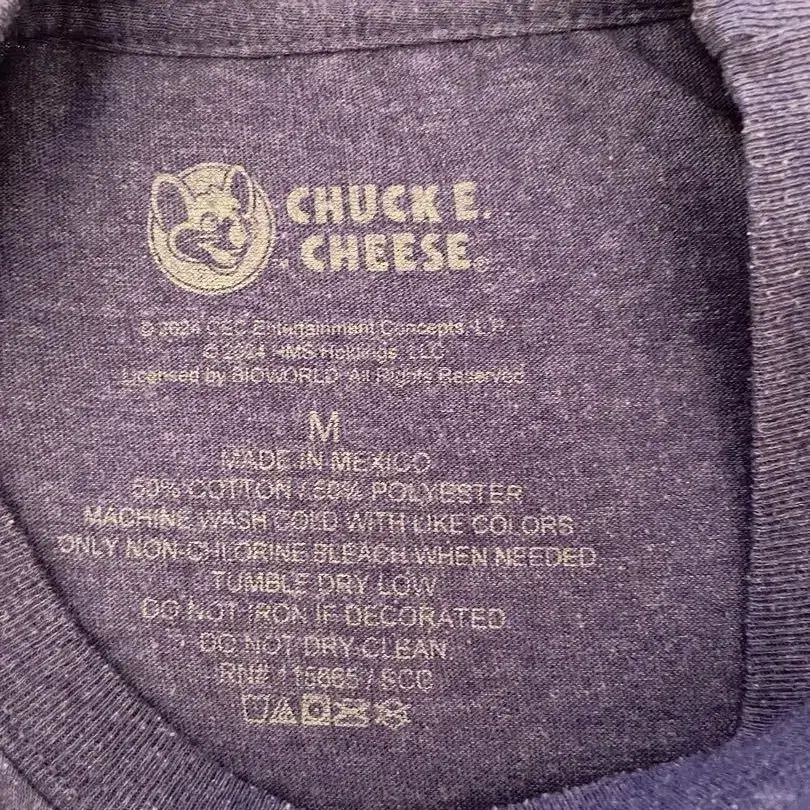 CHUCK E.
CHEESE®
© 2024 CEC Entertainment Concepts, L.P.
© 2024 HMS Holdings, LLC
Licensed by BIOWORLD. All Rights Reserved
M
MADE IN MEXICO
50% COTTON / 50% POLYESTER
MACHINE WASH COLD WITH LIKE COLORS
ONLY NON-CHLORINE BLEACH WHEN NEEDED
TUMBLE DRY LOW
DO NOT IRON IF DECORATED
DO NOT DRY CLEAN
RN#